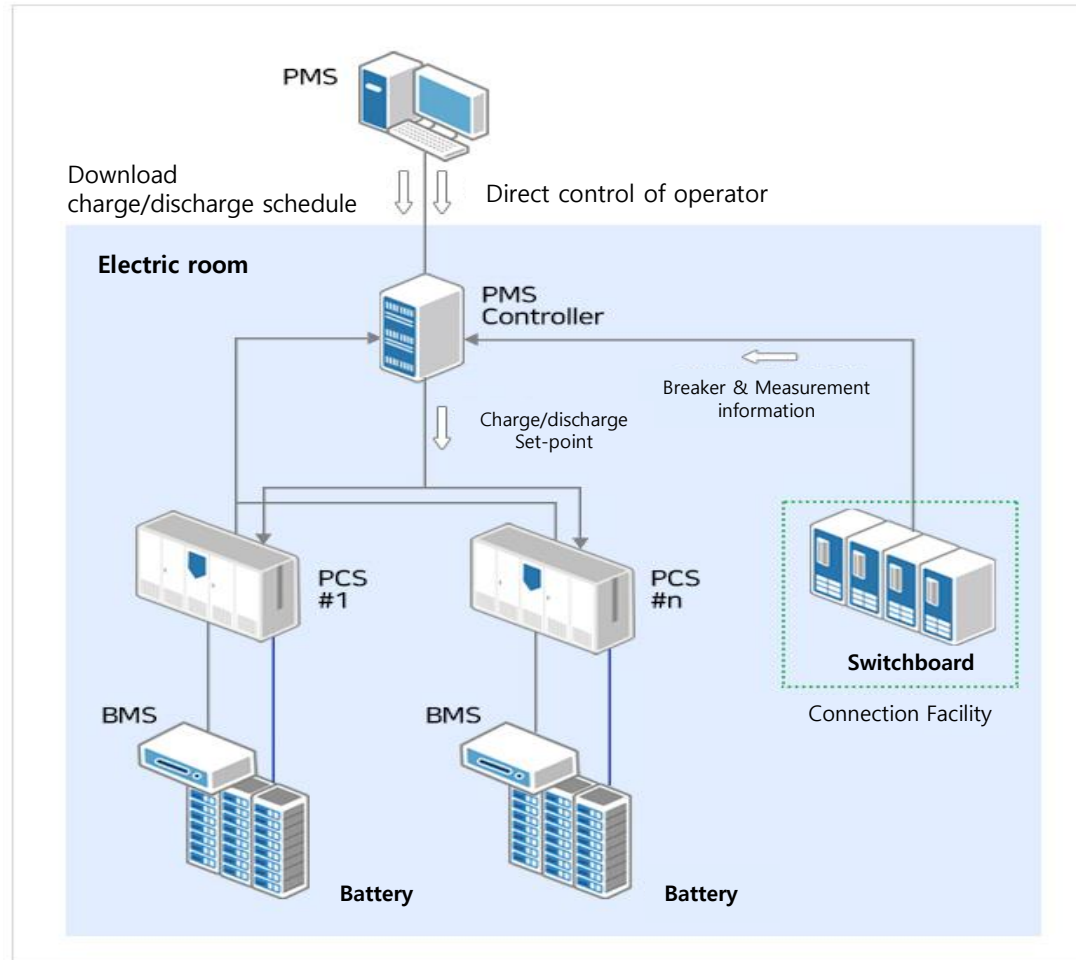 PMS
Download
charge/discharge schedule
Direct control of operator
Electric room
PMS
Controller
Breaker & Measurement
information
Charge/discharge
Set-point
PCS
#1
PCS
#n
Switchboard
Connection Facility
BMS
BMS
Battery
Battery